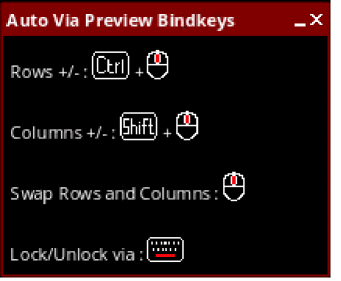 Auto Via Preview Bindkeys
Rows +/- : Ctrl +
Columns +/- : Shift +
Swap Rows and Columns :
Lock/Unlock via :